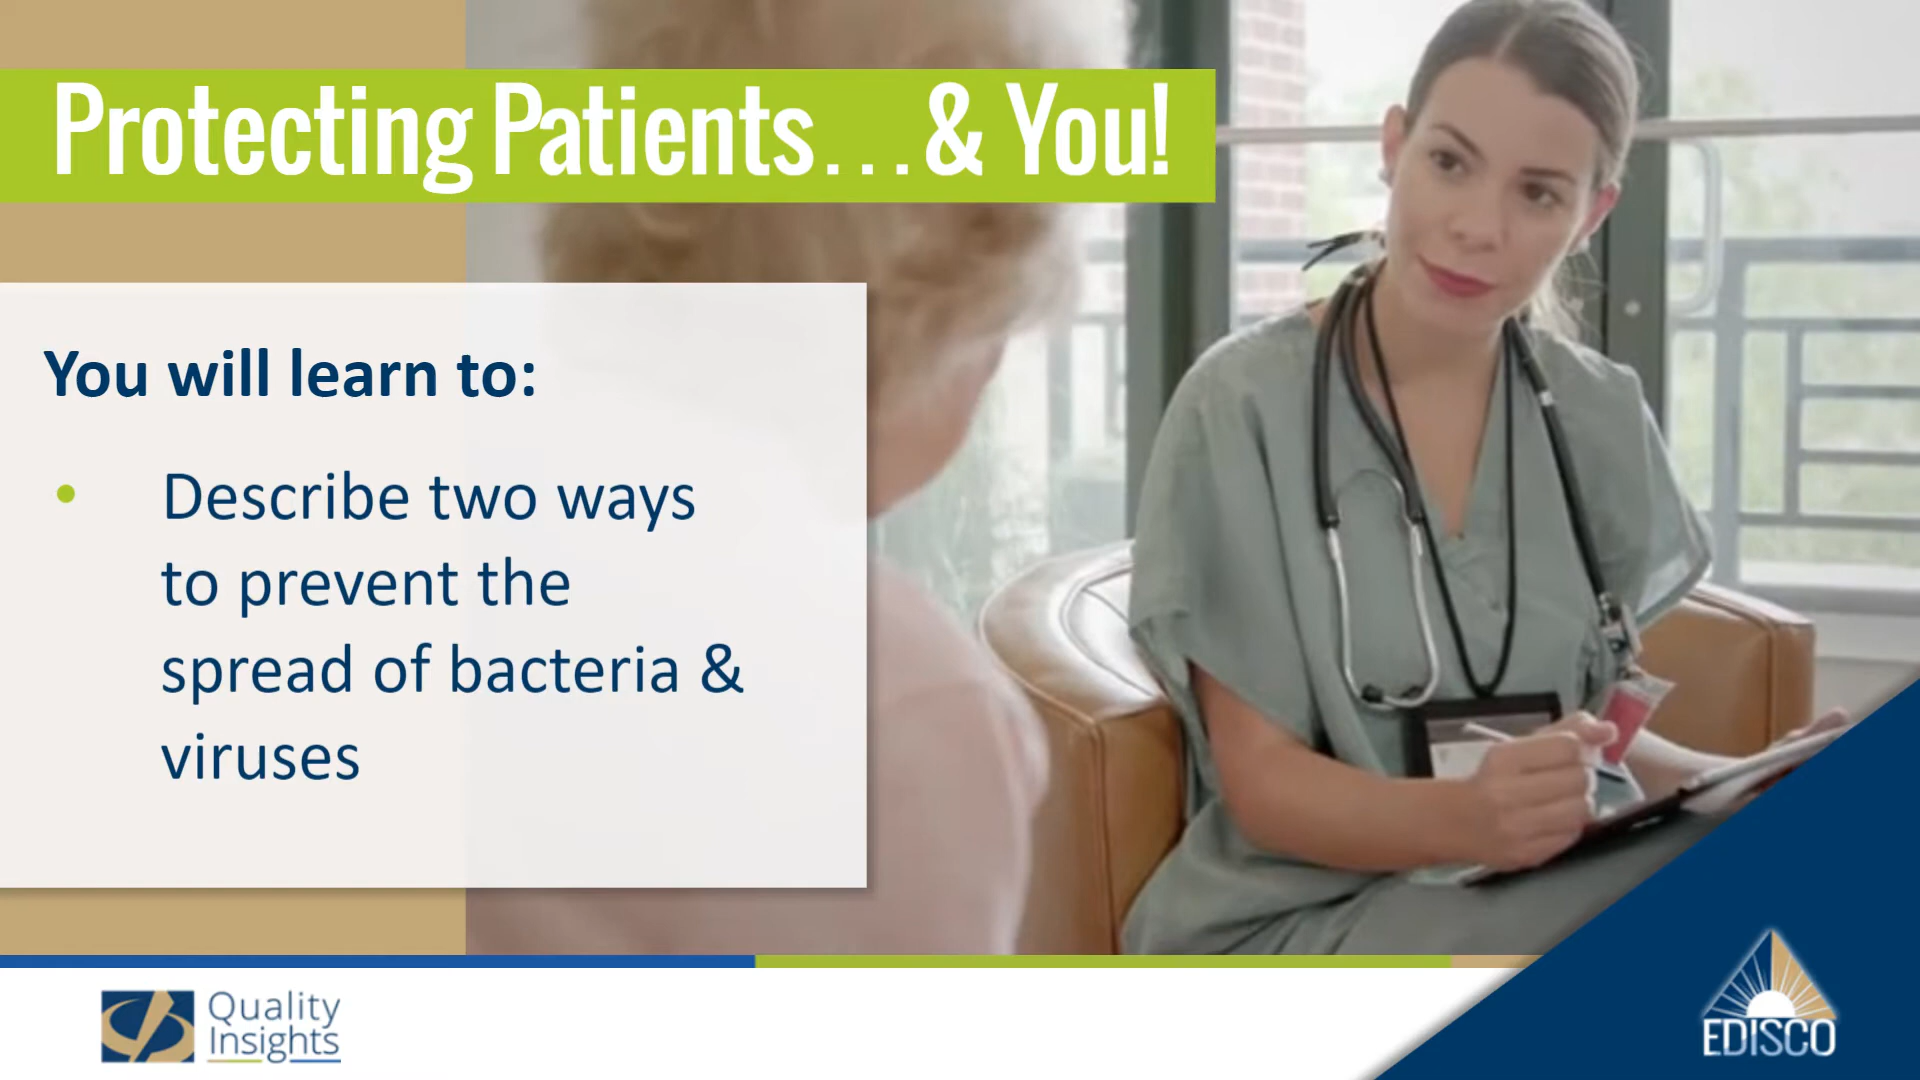 Protecting Patients...& You!
You will learn to:
• Describe two ways
to prevent the
spread of bacteria &
viruses
Quality
Insights
EDISCO